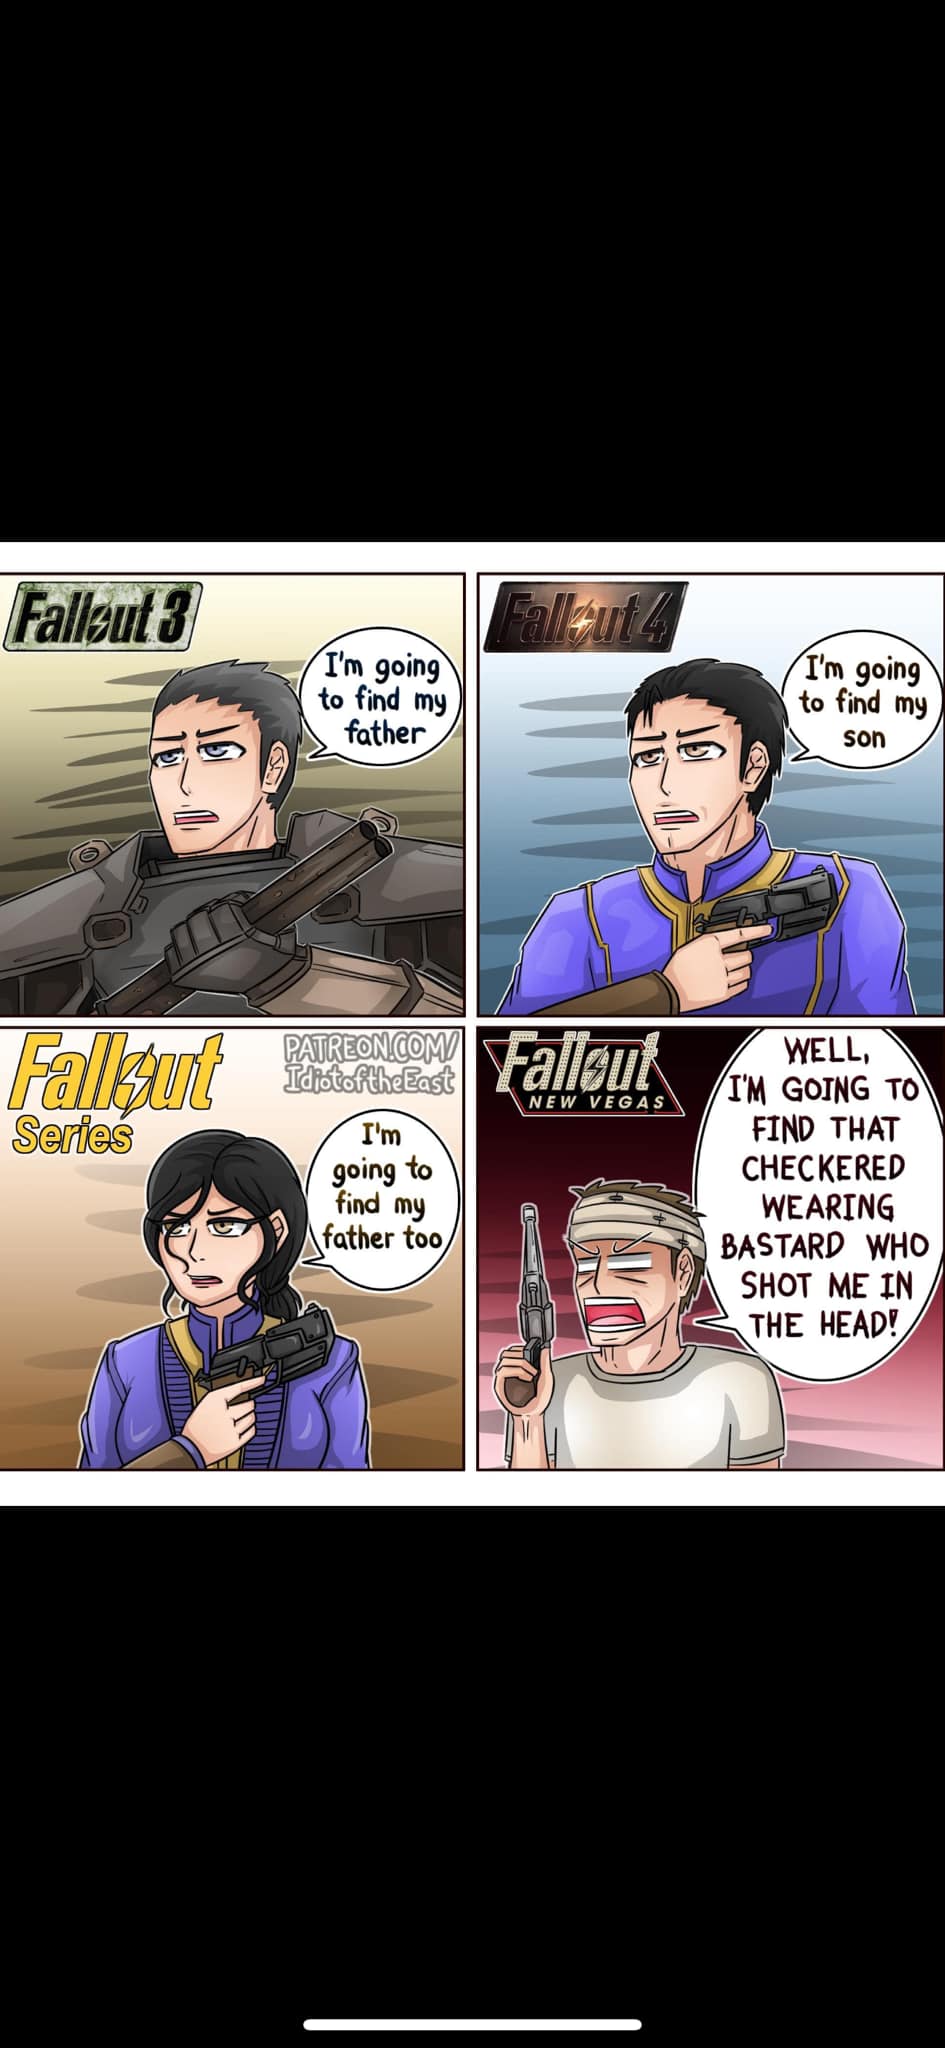 Fallout 3
I'm going
to find my
father
Fallout 4
I'm going
to find my
son
Fallout
Series
PATREON.COM/
IdiotoftheEast
I'm
going to
find my
father too
Fallout
NEW VEGAS
WELL,
I'M GOING TO
FIND THAT
CHECKERED
WEARING
BASTARD WHO
SHOT ME IN
THE HEAD!